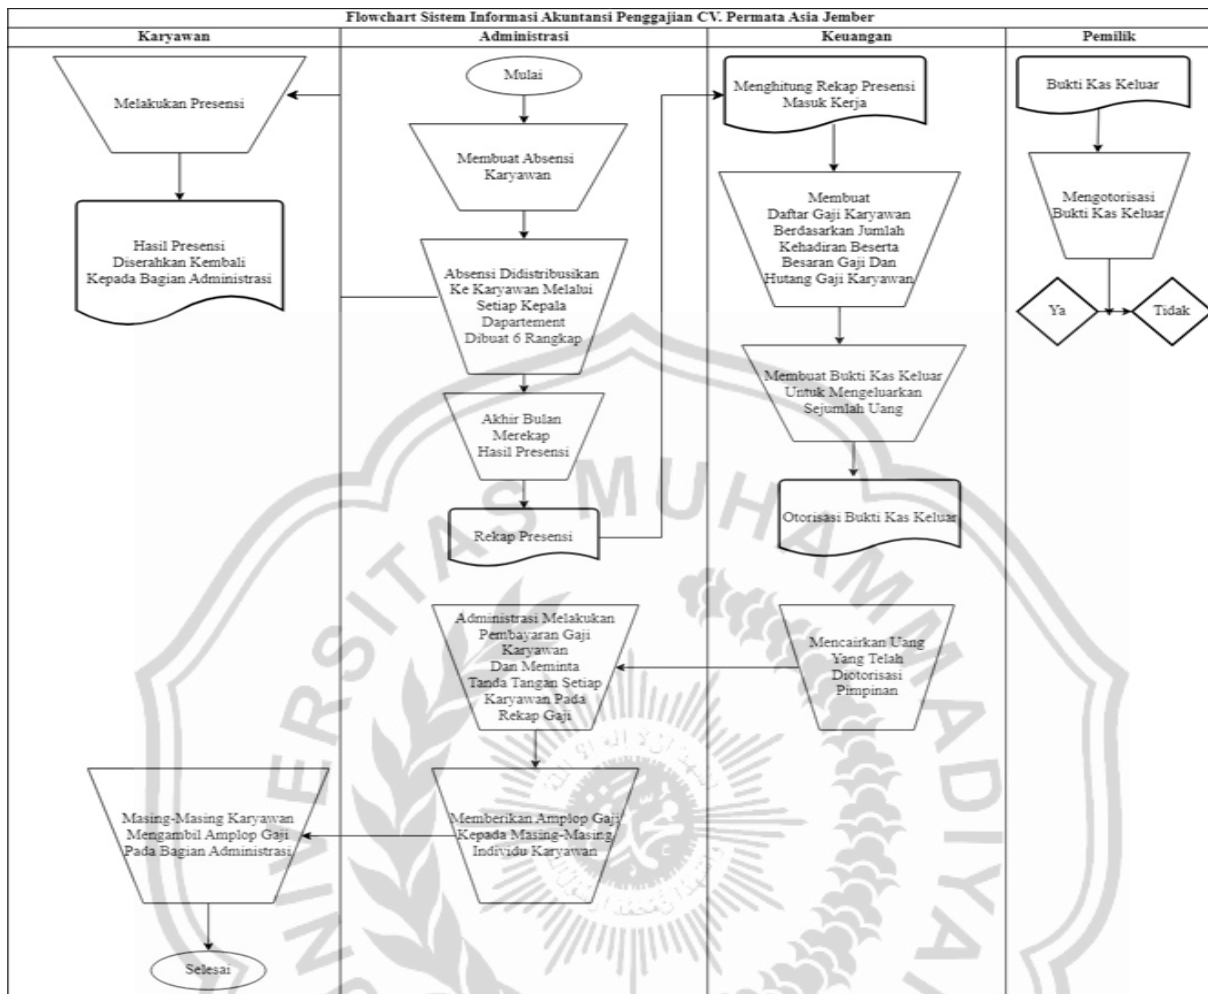 Flowchart Sistem Informasi Akuntansi Penggajian CV. Permata Asia Jember
Karyawan
Administrasi
Keuangan
Pemilik
Melakukan Presensi
Hasil Presensi
Diserahkan Kembali
Kepada Bagian Administrasi
Mulai
Membuat Absensi
Karyawan
Absensi Didistribusikan
Ke Karyawan Melalui
Setiap Kepala
Dapartement
Dibuat 6 Rangkap
Akhir Bulan
Merekap
Hasil Presensi
Rekap Presensi
Menghitung Rekap Presensi
Masuk Kerja
Membuat
Daftar Gaji Karyawan
Berdasarkan Jumlah
Kehadiran Beserta
Besaran Gaji Dan
Hutang Gaji Karyawan
Membuat Bukti Kas Keluar
Untuk Mengeluarkan
Sejumlah Uang
Otorisasi Bukti Kas Keluar
Bukti Kas Keluar
Mengotorisasi
Bukti Kas Keluar
Ya
Tidak
Mencairkan Uang
Yang Telah
Diotorisasi
Pimpinan
Administrasi Melakukan
Pembayaran Gaji
Karyawan
Dan Meminta
Tanda Tangan Setiap
Karyawan Pada
Rekap Gaji
Memberikan Amplop Gaji
Kepada Masing-Masing
Individu Karyawan
Masing-Masing Karyawan
Mengambil Amplop Gaji
Pada Bagian Administrasi
Selesai
ERSITAS MUHAMMADIYA